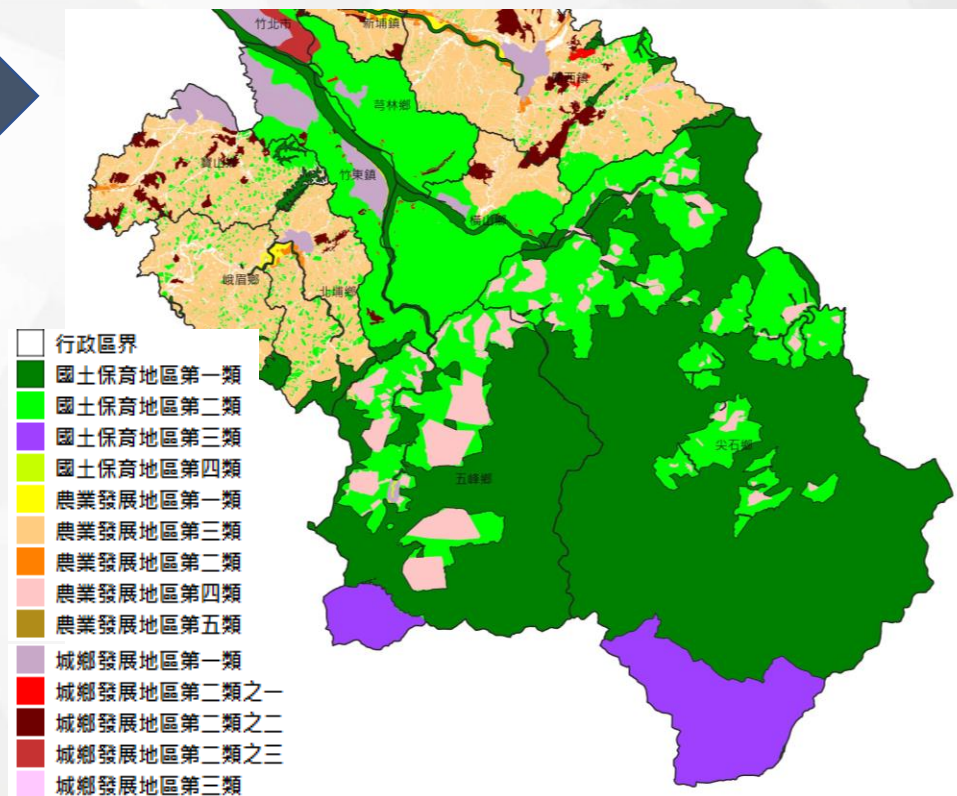 竹北市
新埔鎮
關西鎮
芎林鄉
寶山鄉
竹東鎮
橫山鄉
峨眉鄉
北埔鄉
尖石鄉
五峰鄉
行政區界
國土保育地區第一類
國土保育地區第二類
國土保育地區第三類
國土保育地區第四類
農業發展地區第一類
農業發展地區第三類
農業發展地區第二類
農業發展地區第四類
農業發展地區第五類
城鄉發展地區第一類
城鄉發展地區第二類之一
城鄉發展地區第二類之二
城鄉發展地區第二類之三
城鄉發展地區第三類